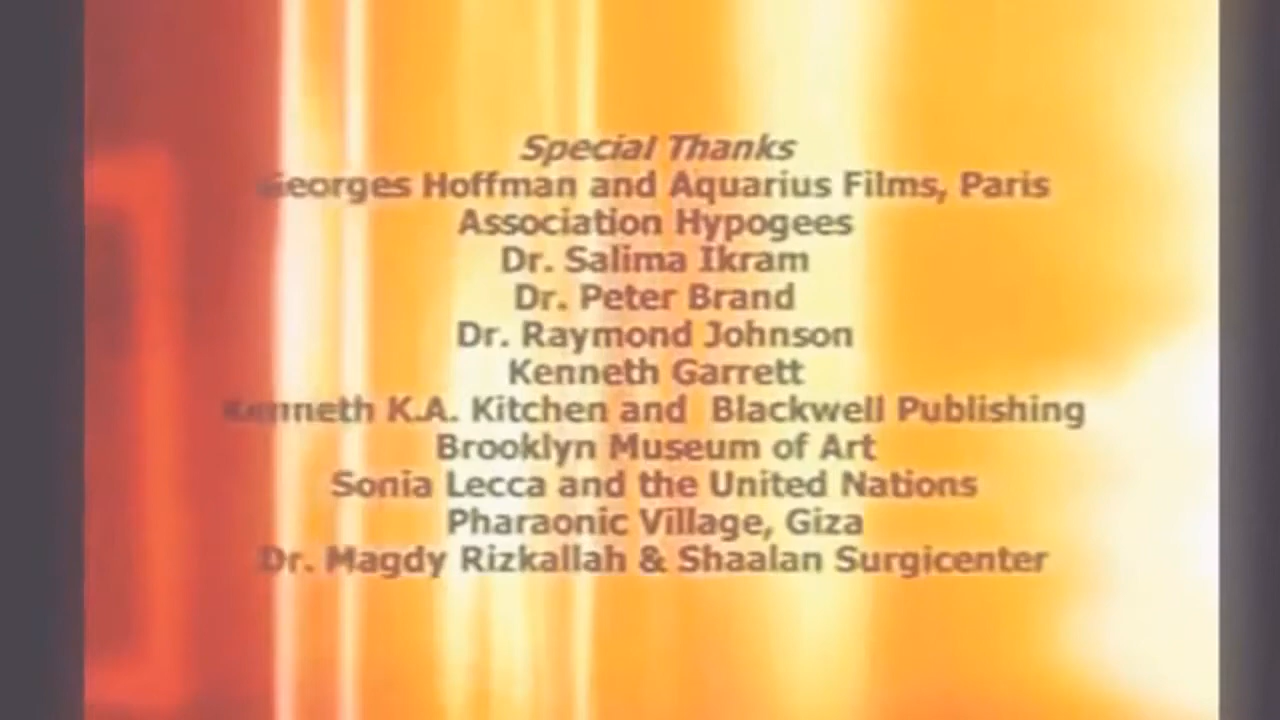 Special Thanks
Georges Hoffman and Aquarius Films, Paris
Association Hypogees
Dr. Salima Ikram
Dr. Peter Brand
Dr. Raymond Johnson
Kenneth Garrett
Kenneth K.A. Kitchen and Blackwell Publishing
Brooklyn Museum of Art
Sonia Lecca and the United Nations
Pharaonic Village, Giza
Dr. Magdy Rizkallah & Shaalan Surgicenter